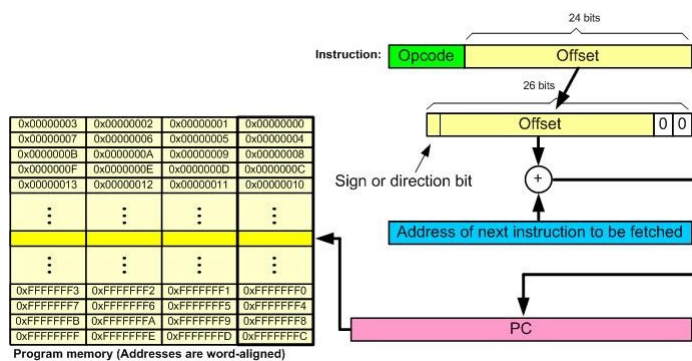 24 bits
Instruction: Opcode Offset
26 bits
Offset 0 0
Sign or direction bit
+
Address of next instruction to be fetched
PC
0x00000003 0x00000002 0x00000001 0x00000000
0x00000007 0x00000006 0x00000005 0x00000004
0x0000000B 0x0000000A 0x00000009 0x00000008
0x0000000F 0x0000000E 0x0000000D 0x0000000C
0x00000013 0x00000012 0x00000011 0x00000010
0xFFFFFFF3 0xFFFFFFF2 0xFFFFFFF1 0xFFFFFFF0
0xFFFFFFF7 0xFFFFFFF6 0xFFFFFFF5 0xFFFFFFF4
0xFFFFFFFB 0xFFFFFFFA 0xFFFFFFF9 0xFFFFFFF8
0xFFFFFFFF 0xFFFFFFFE 0xFFFFFFFD 0xFFFFFFFC
Program memory (Addresses are word-aligned)